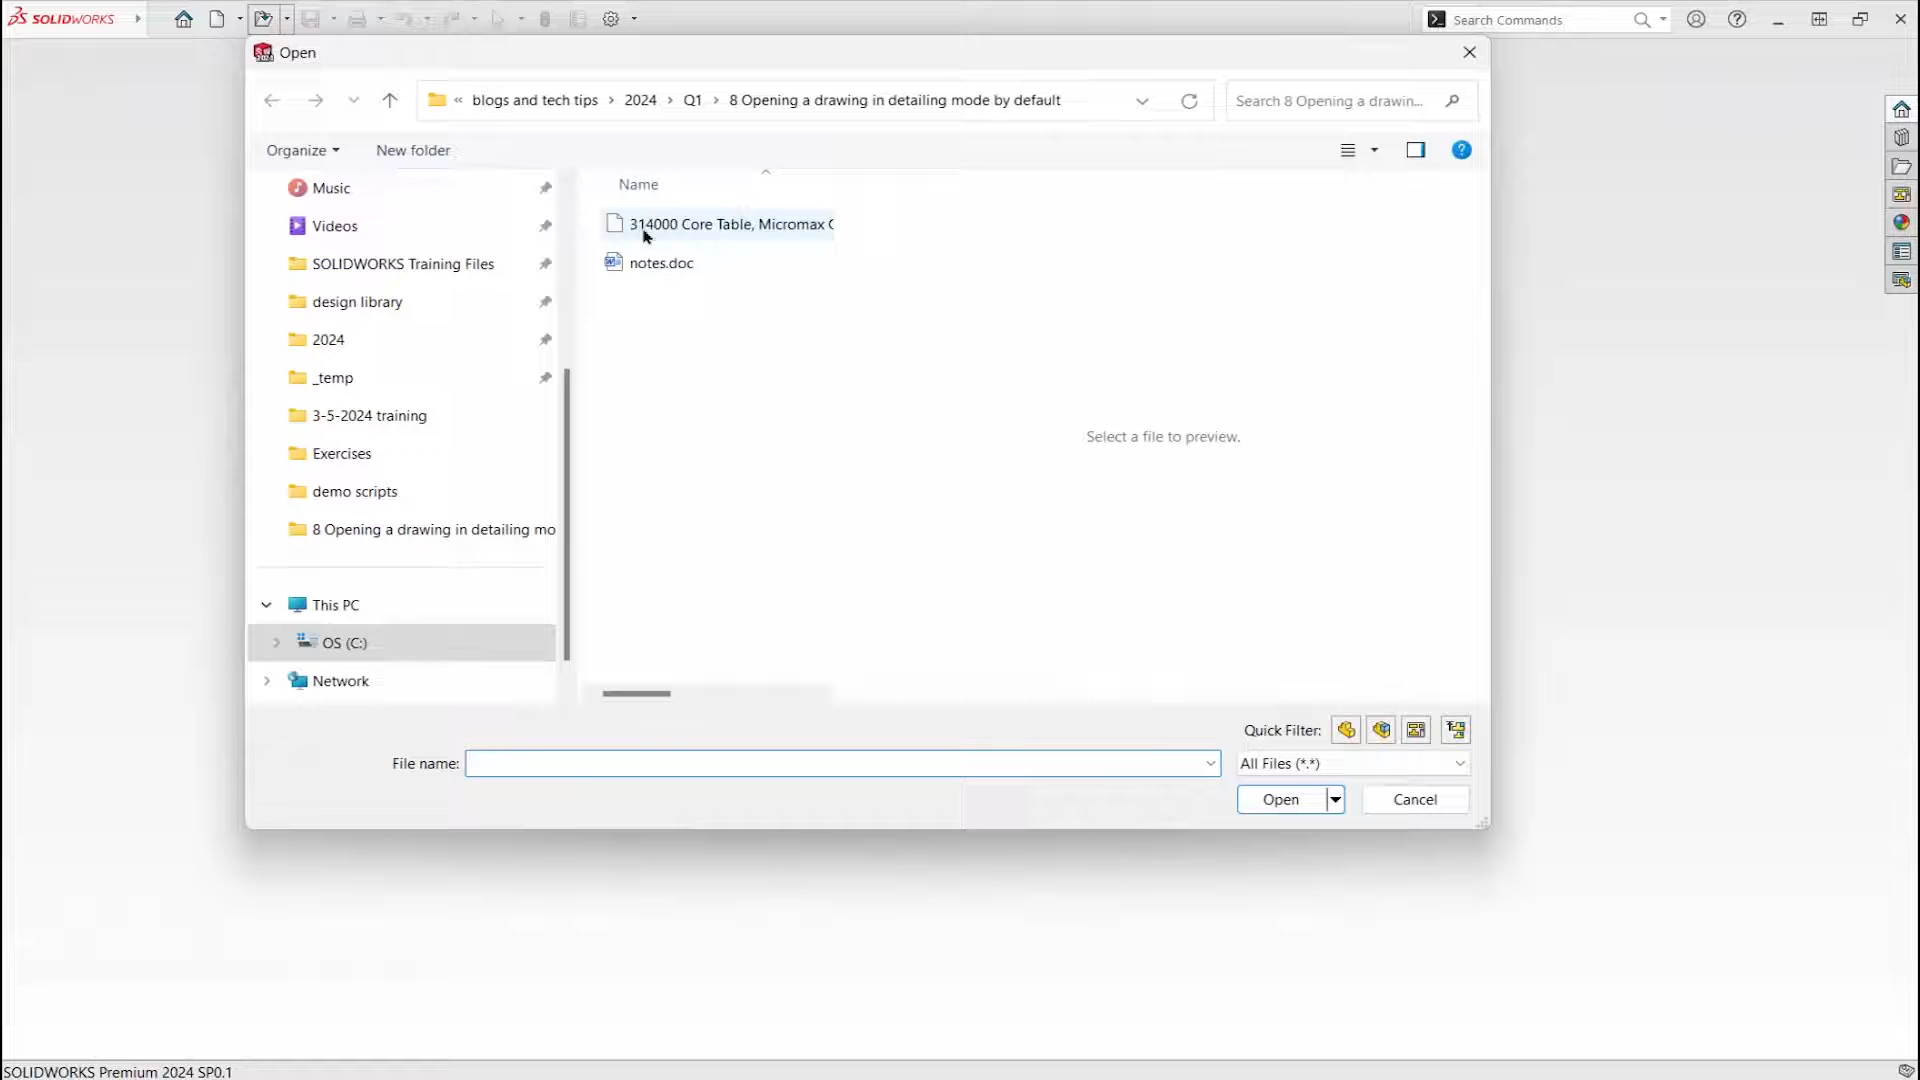 SOLIDWORKS
Search Commands
Open
« blogs and tech tips › 2024 › Q1 › 8 Opening a drawing in detailing mode by default
Search 8 Opening a drawin...
Organize
New folder
Name
Music
Videos
SOLIDWORKS Training Files
design library
2024
_temp
3-5-2024 training
Exercises
demo scripts
8 Opening a drawing in detailing mo
This PC
OS (C:)
Network
314000 Core Table, Micromax
notes.doc
Select a file to preview.
Quick Filter:
File name:
All Files (*.*)
Open
Cancel
SOLIDWORKS Premium 2024 SP0.1